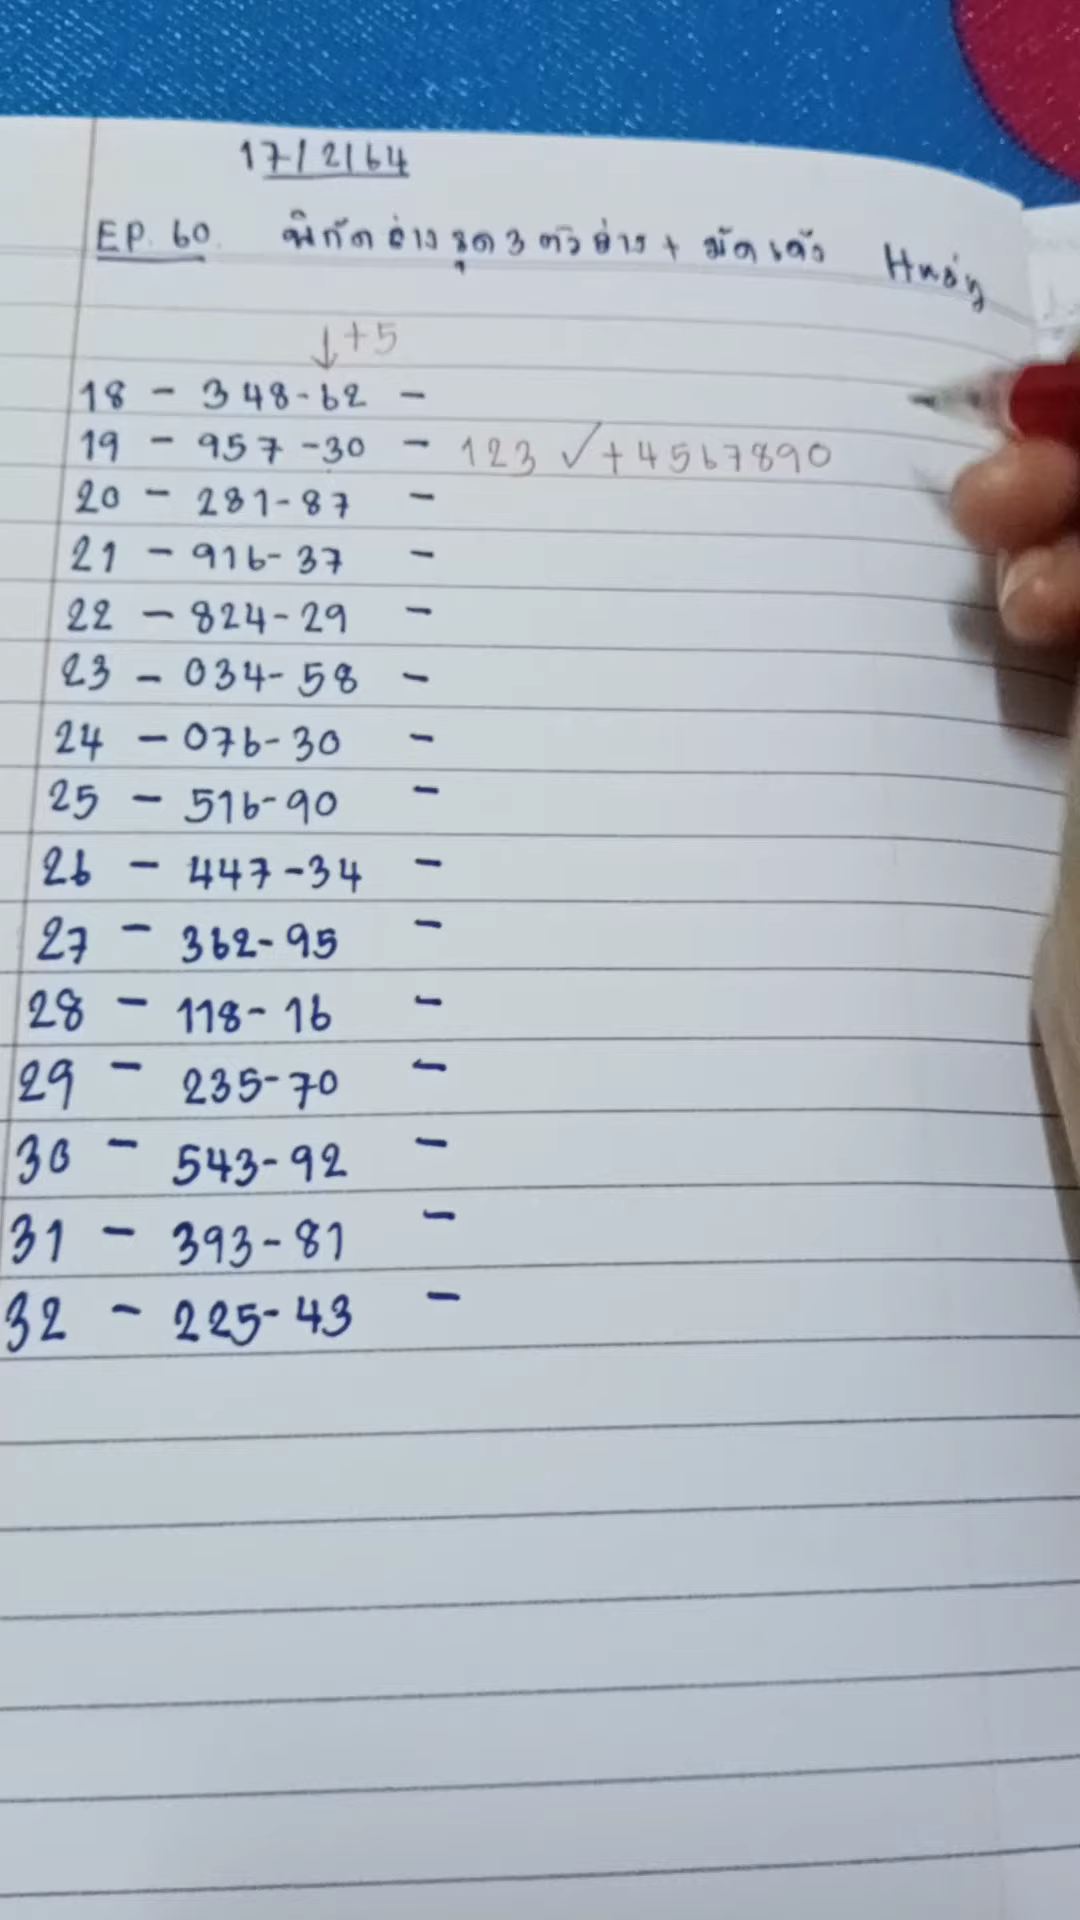 17/2/64
EP. 60. พิกัดล่างชุด 3 ตัวล่าง + มัดแล้ว Hหอย
↓+5
18 - 348-62 -
19 - 957-30 - 123 ✓+4567890
20 - 281-87 -
21 - 916-37 -
22 - 824-29 -
23 - 034-58 -
24 - 076-30 -
25 - 516-90 -
26 - 447-34 -
27 - 362-95 -
28 - 118-16 -
29 - 235-70 -
30 - 543-92 -
31 - 393-81 -
32 - 225-43 -